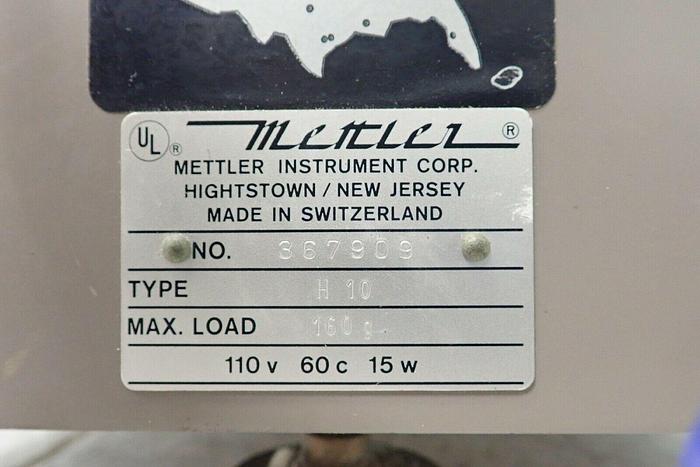 UL ® Mettler ®
METTLER INSTRUMENT CORP.
HIGHTSTOWN / NEW JERSEY
MADE IN SWITZERLAND
NO. 367909
TYPE H 10
MAX. LOAD 160 g
110 v 60 c 15 w